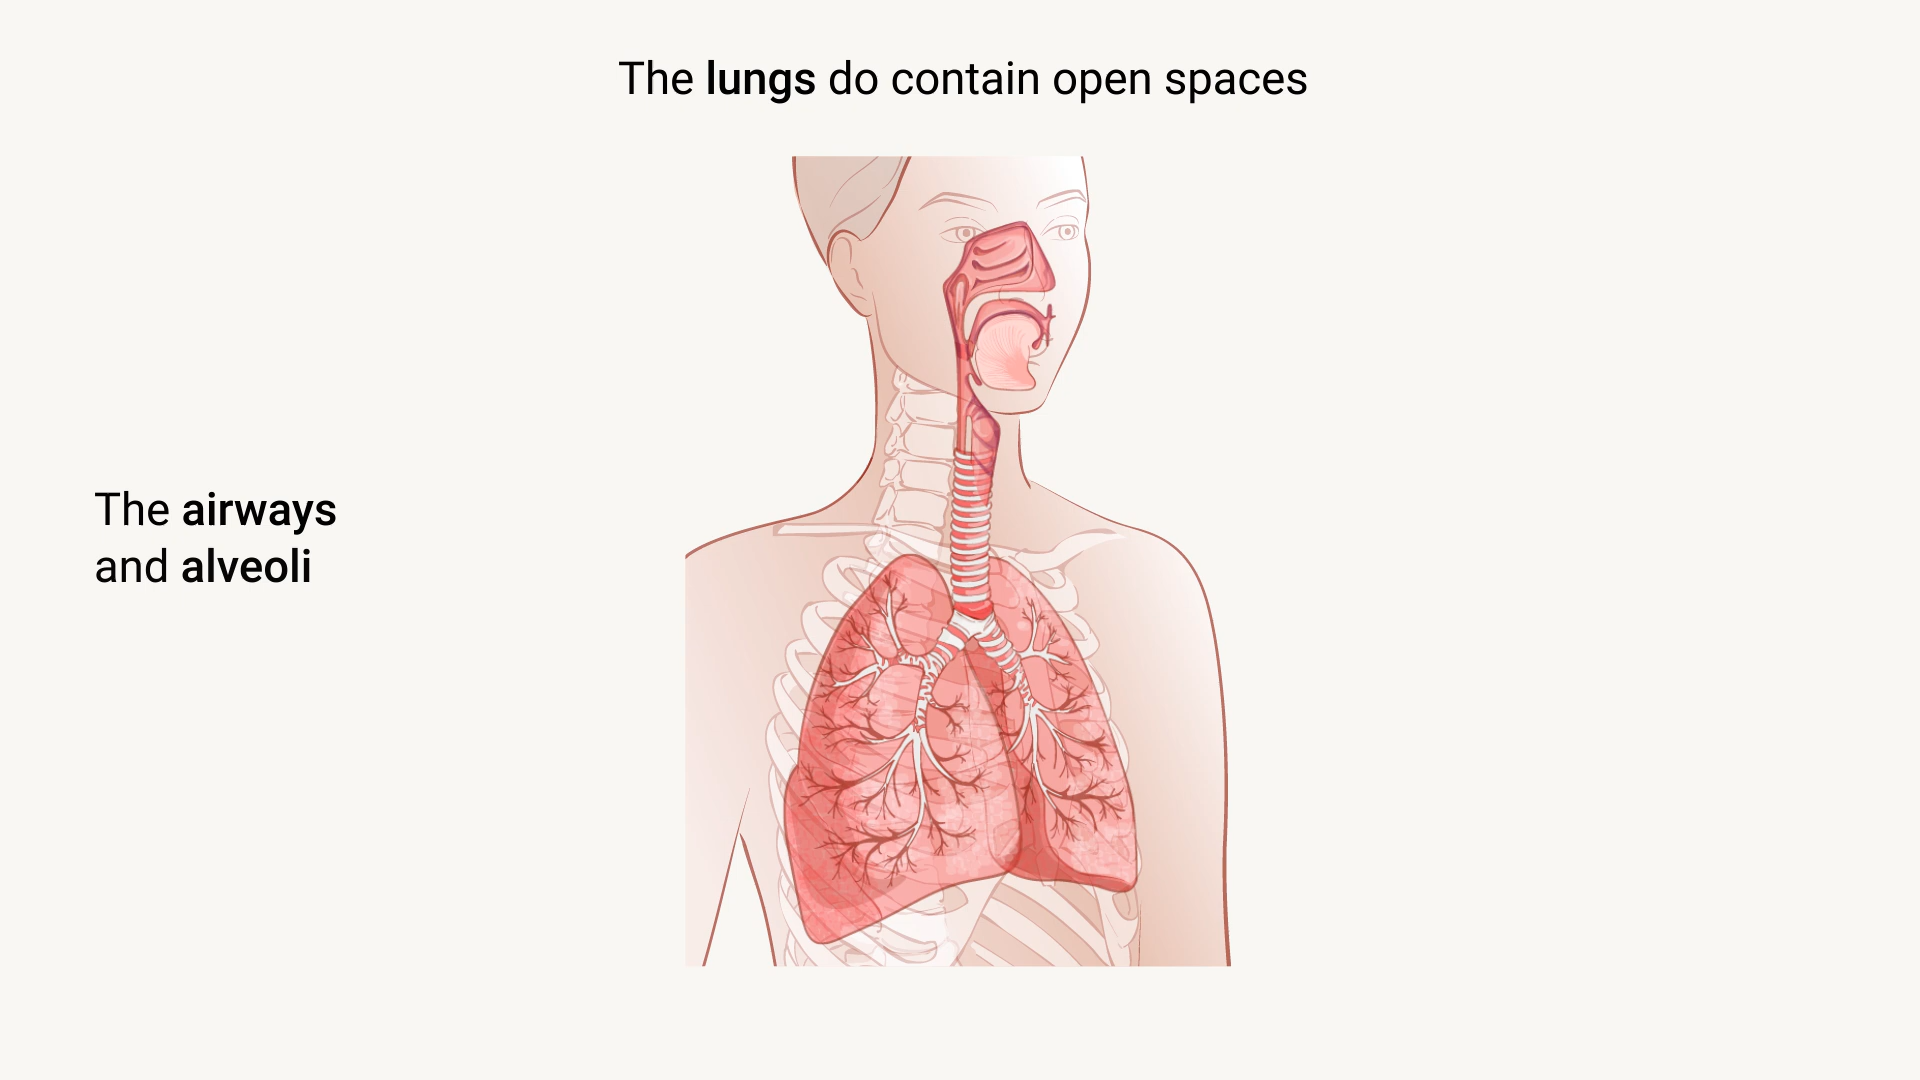 The lungs do contain open spaces
The airways
and alveoli